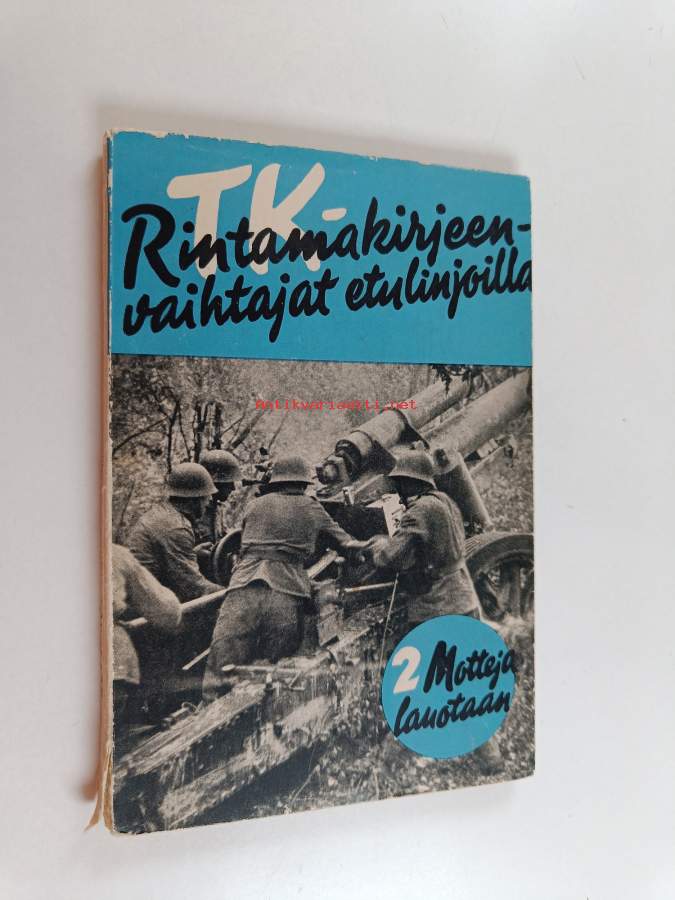 TK-
Rintamakirjeen-
vaihtajat etulinjoilla
Antikvariaatti.net
2 Motteja
lauotaan